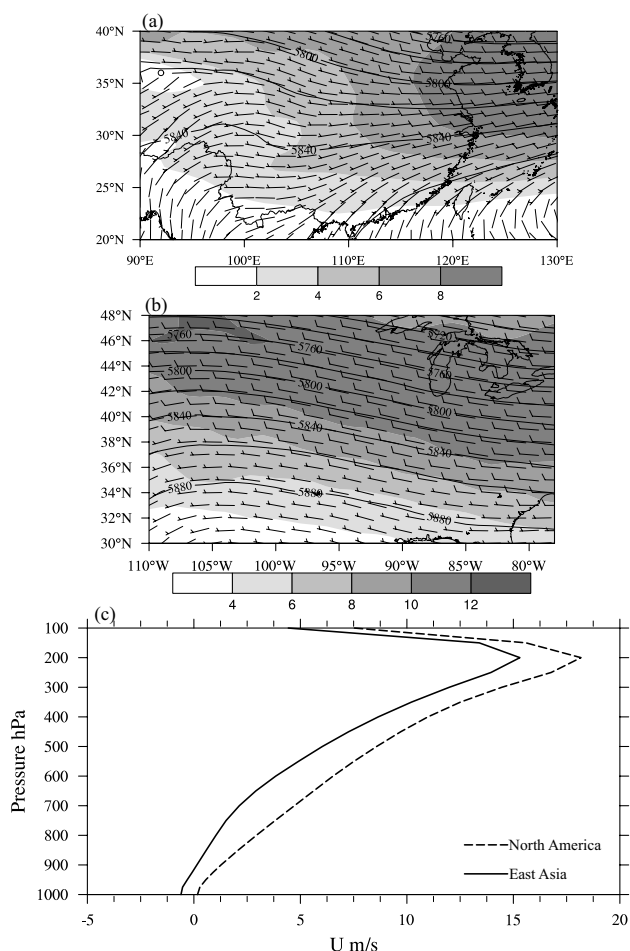 (a)
40°N
35°N
30°N
25°N
20°N
5760
5800
5800
5840
5840
5840
90°E 100°E 110°E 120°E 130°E
2 4 6 8
(b)
48°N
46°N
44°N
42°N
40°N
38°N
36°N
34°N
32°N
30°N
5760 5720
5760
5800 5760
5800
5840 5800
5840
5840
5880
5880
5880
110°W 105°W 100°W 95°W 90°W 85°W 80°W
4 6 8 10 12
(c)
100
200
300
400
500
600
700
800
900
1000
Pressure hPa
North America
East Asia
-5 0 5 10 15 20
U m/s